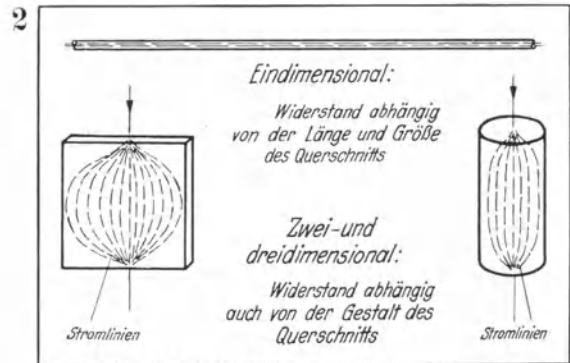 2
Eindimensional:
Widerstand abhängig
von der Länge und Größe
des Querschnitts
Zwei-und
dreidimensional:
Widerstand abhängig
auch von der Gestalt des
Querschnitts
Stromlinien
Stromlinien